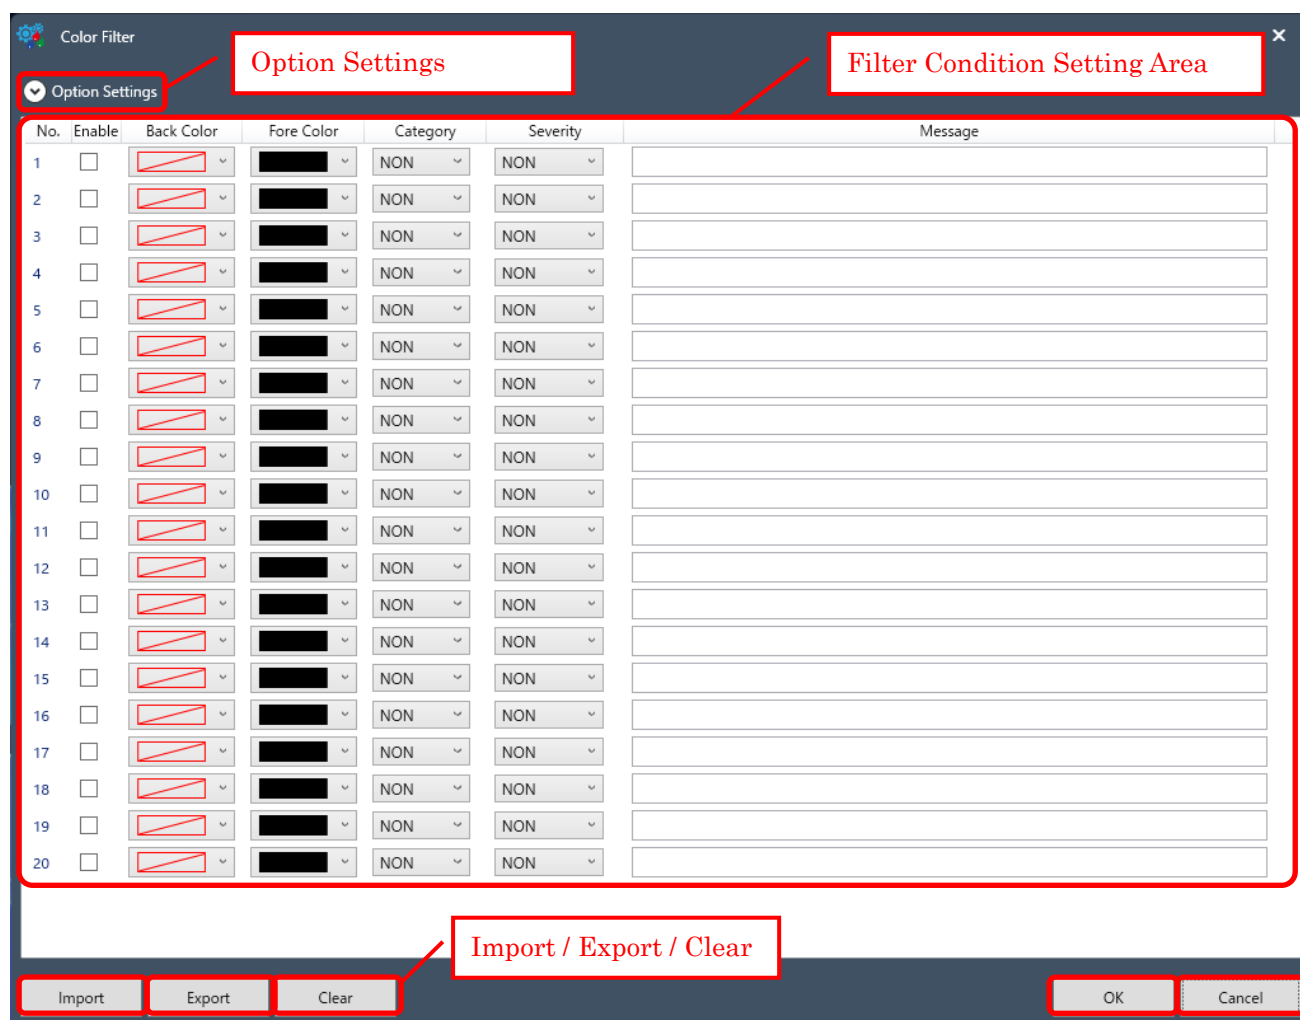 Color Filter
Option Settings
Filter Condition Setting Area
Option Settings
No. Enable Back Color Fore Color Category Severity Message
1 NON NON
2 NON NON
3 NON NON
4 NON NON
5 NON NON
6 NON NON
7 NON NON
8 NON NON
9 NON NON
10 NON NON
11 NON NON
12 NON NON
13 NON NON
14 NON NON
15 NON NON
16 NON NON
17 NON NON
18 NON NON
19 NON NON
20 NON NON
Import / Export / Clear
Import Export Clear OK Cancel